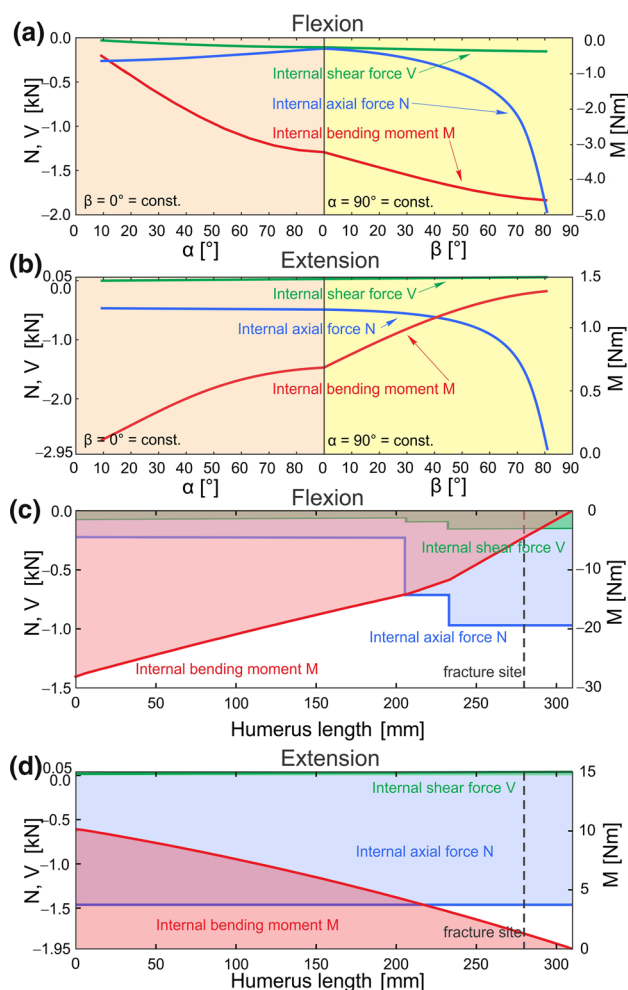 (a)
Flexion
0.0
-0.5
-1.0
-1.5
-2.0
N, V [kN]
0.0
-1.0
-2.0
-3.0
-4.0
-5.0
M [Nm]
Internal shear force V
Internal axial force N
Internal bending moment M
β = 0° = const.
α = 90° = const.
0 10 20 30 40 50 60 70 80 0 10 20 30 40 50 60 70 80 90
α [°]
β [°]
(b)
Extension
0.05
0.0
-1.0
-2.0
-2.95
N, V [kN]
1.5
1.0
0.5
0.0
M [Nm]
Internal shear force V
Internal axial force N
Internal bending moment M
β = 0° = const.
α = 90° = const.
0 10 20 30 40 50 60 70 80 0 10 20 30 40 50 60 70 80 90
α [°]
β [°]
(c)
Flexion
0.0
-0.5
-1.0
-1.5
N, V [kN]
0
-10
-20
-30
M [Nm]
Internal shear force V
Internal axial force N
Internal bending moment M
fracture site
0 50 100 150 200 250 300
Humerus length [mm]
(d)
Extension
0.05
0.0
-0.5
-1.0
-1.5
-1.95
N, V [kN]
15
10
5
0
M [Nm]
Internal shear force V
Internal axial force N
Internal bending moment M
fracture site
0 50 100 150 200 250 300
Humerus length [mm]